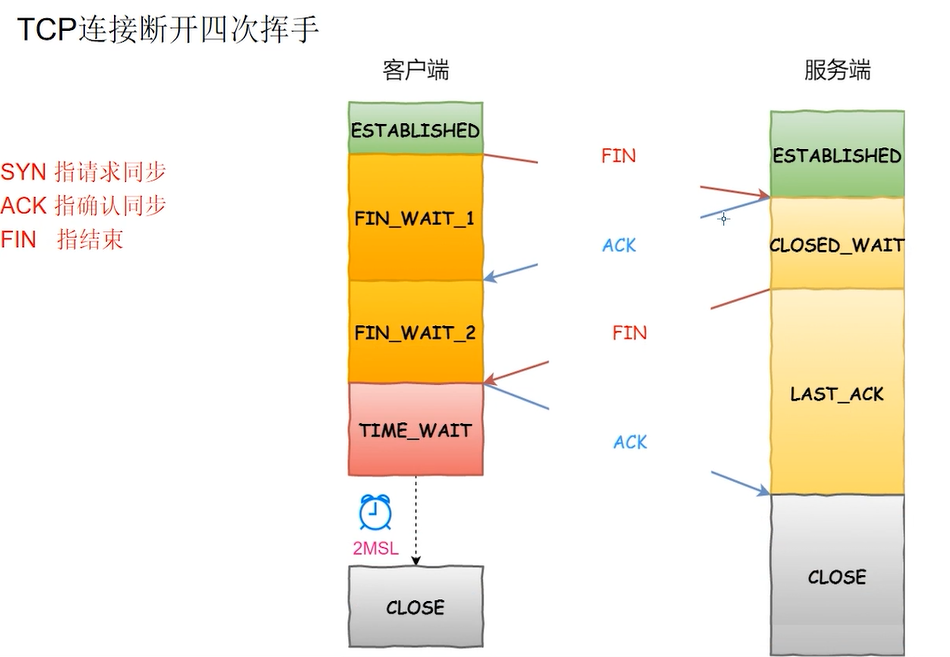 TCP连接断开四次挥手
客户端
服务端
SYN 指请求同步
ACK 指确认同步
FIN 指结束
ESTABLISHED
FIN_WAIT_1
FIN_WAIT_2
TIME_WAIT
2MSL
CLOSE
FIN
ACK
FIN
ACK
ESTABLISHED
CLOSED_WAIT
LAST_ACK
CLOSE